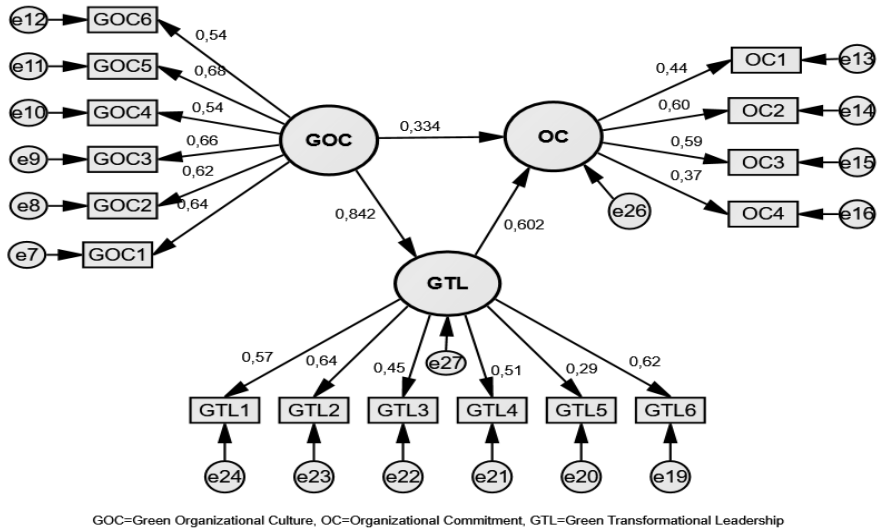 e12 GOC6
0,54
e11 GOC5
0,68
e10 GOC4
0,54
e9 GOC3
0,66
e8 GOC2
0,62
e7 GOC1
0,64
GOC
0,334
OC
0,44
OC1 e13
0,60
OC2 e14
0,59
OC3 e15
0,37
OC4 e16
e26
0,842
0,602
GTL
e27
0,57
0,64
0,45
0,51
0,29
0,62
GTL1 GTL2 GTL3 GTL4 GTL5 GTL6
e24 e23 e22 e21 e20 e19
GOC=Green Organizational Culture, OC=Organizational Commitment, GTL=Green Transformational Leadership